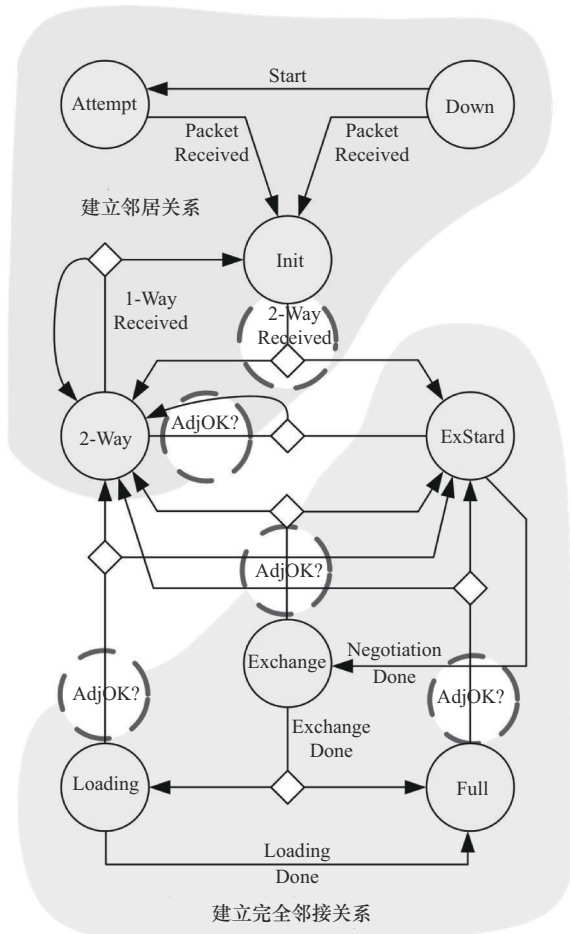 Start
Attempt
Down
Packet
Received
Packet
Received
建立邻居关系
Init
1-Way
Received
2-Way
Received
2-Way
AdjOK?
ExStard
AdjOK?
Exchange
Negotiation
Done
AdjOK?
AdjOK?
Exchange
Done
Loading
Full
Loading
Done
建立完全邻接关系